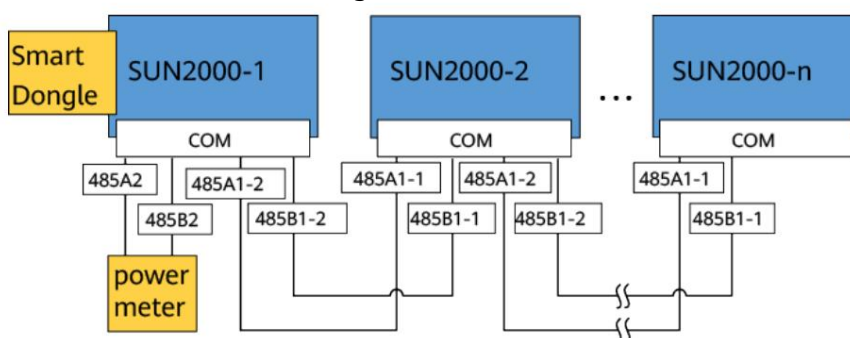 Smart
Dongle
SUN2000-1
SUN2000-2
...
SUN2000-n
COM
COM
COM
485A2
485B2
485A1-2
485B1-2
485A1-1
485B1-1
485A1-2
485B1-2
485A1-1
485B1-1
power
meter